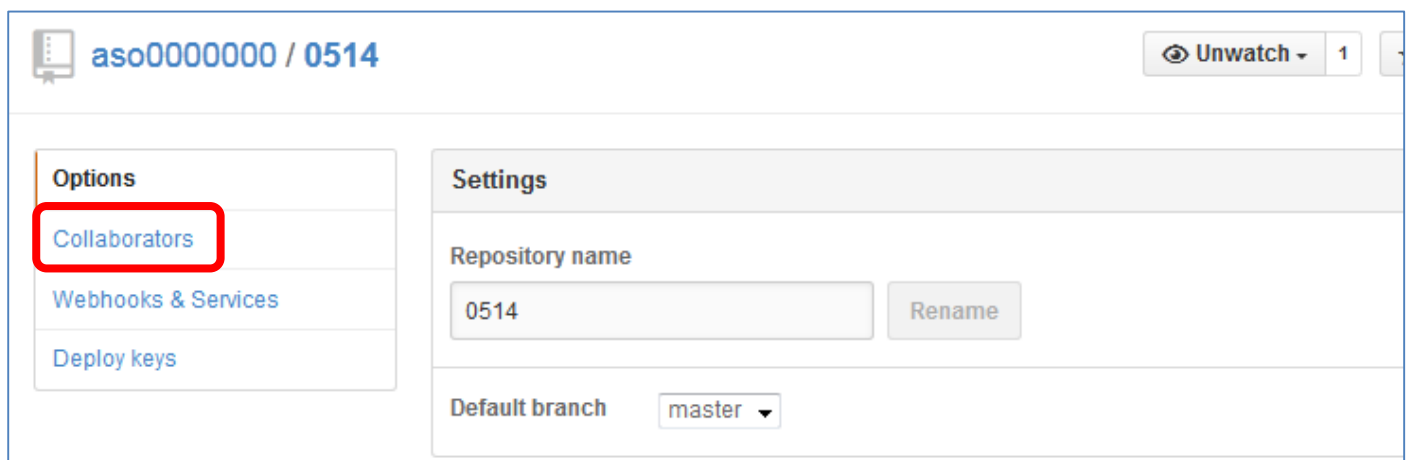 aso0000000 / 0514
Unwatch 1
Options
Collaborators
Webhooks & Services
Deploy keys
Settings
Repository name
0514 Rename
Default branch master